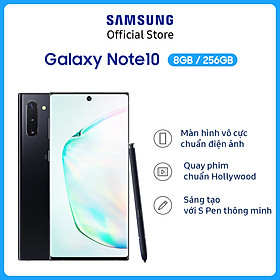 SAMSUNG
Official Store
Galaxy Note10 8GB / 256GB
Màn hình vô cực
chuẩn điện ảnh
Quay phim
chuẩn Hollywood
Sáng tạo
với S Pen thông minh